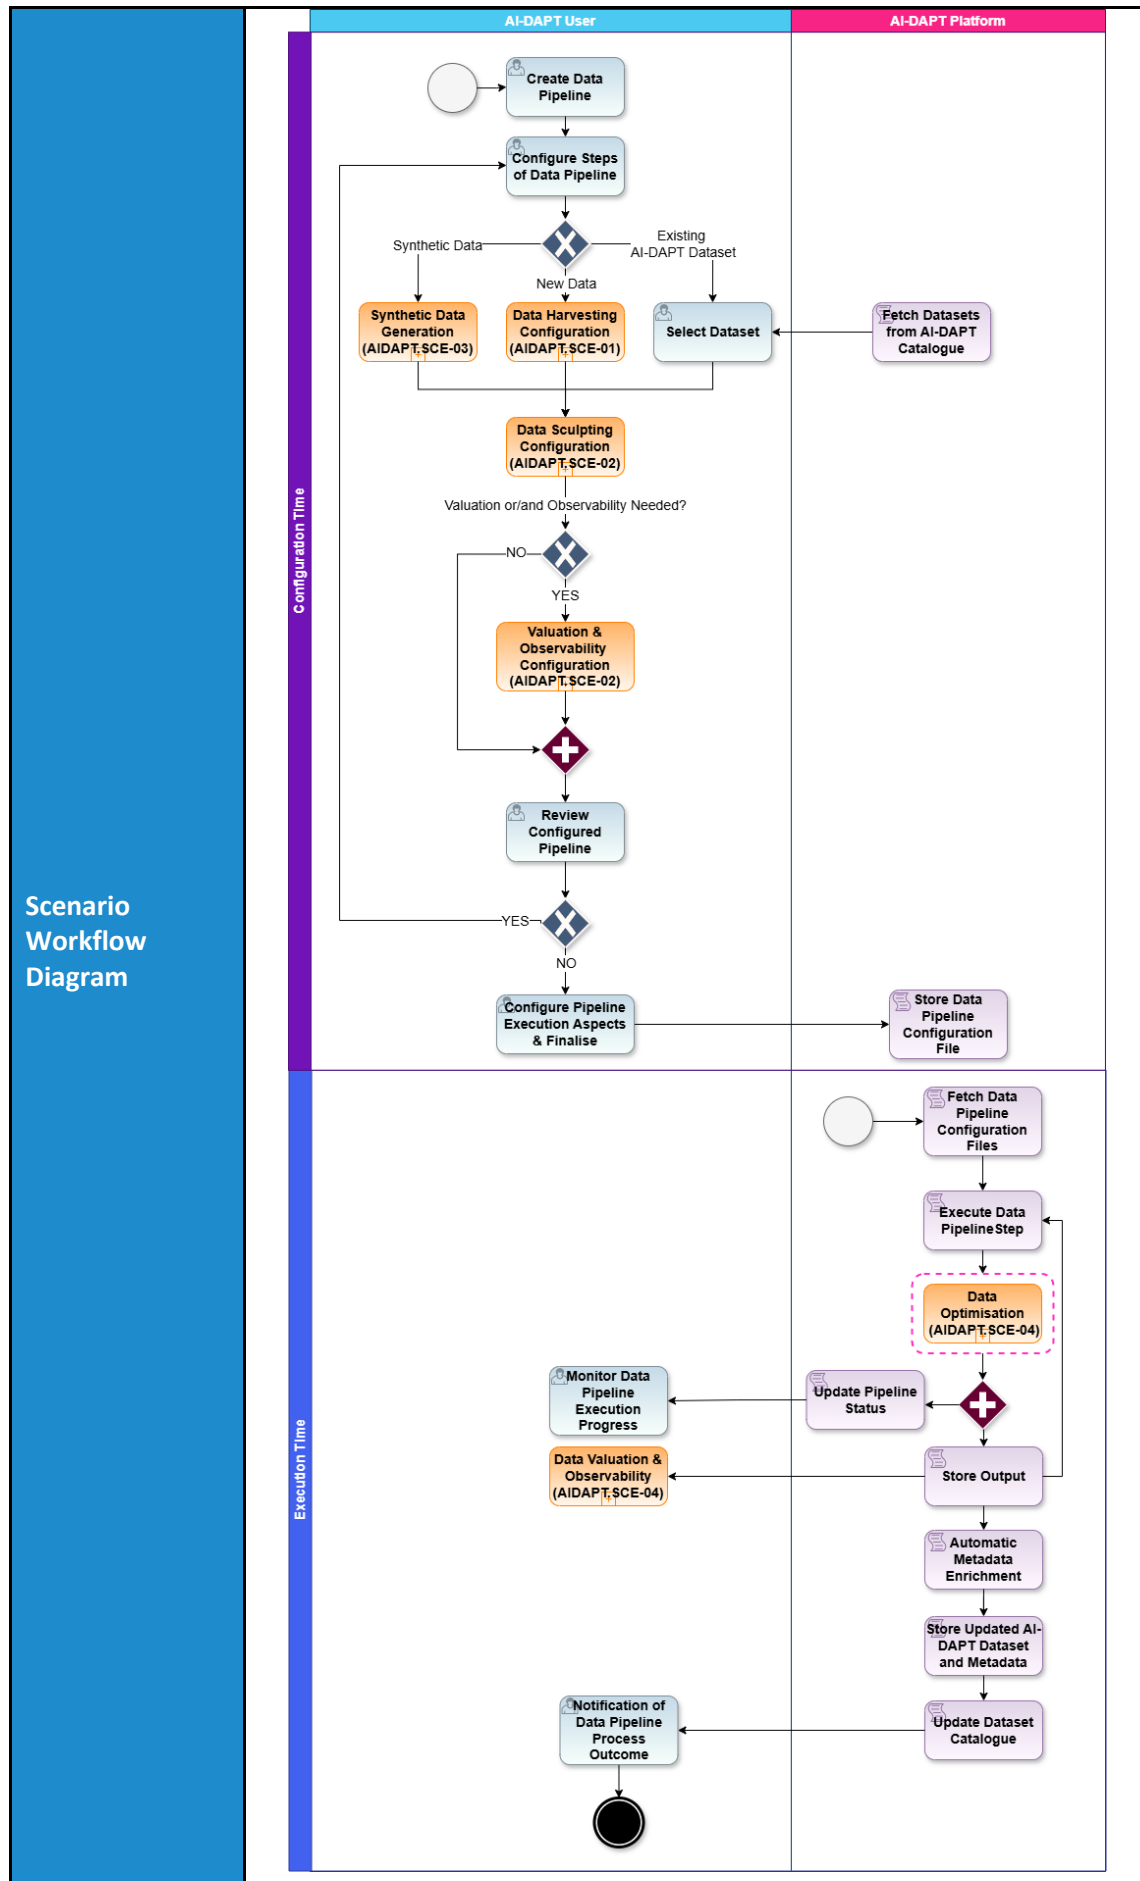 AI-DAPT User
AI-DAPT Platform
Scenario
Workflow
Diagram
Configuration Time
Create Data
Pipeline
Configure Steps
of Data Pipeline
Synthetic Data
Existing
AI-DAPT Dataset
New Data
Synthetic Data
Generation
(AIDAPT.SCE-03)
Data Harvesting
Configuration
(AIDAPT.SCE-01)
Select Dataset
Fetch Datasets
from AI-DAPT
Catalogue
Data Sculpting
Configuration
(AIDAPT.SCE-02)
Valuation or/and Observability Needed?
NO
YES
Valuation &
Observability
Configuration
(AIDAPT.SCE-02)
Review
Configured
Pipeline
YES
NO
Configure Pipeline
Execution Aspects
& Finalise
Store Data
Pipeline
Configuration
File
Execution Time
Fetch Data
Pipeline
Configuration
Files
Execute Data
PipelineStep
Data
Optimisation
(AIDAPT.SCE-04)
Monitor Data
Pipeline
Execution
Progress
Update Pipeline
Status
Data Valuation &
Observability
(AIDAPT.SCE-04)
Store Output
Automatic
Metadata
Enrichment
Store Updated AI-
DAPT Dataset
and Metadata
Notification of
Data Pipeline
Process
Outcome
Update Dataset
Catalogue